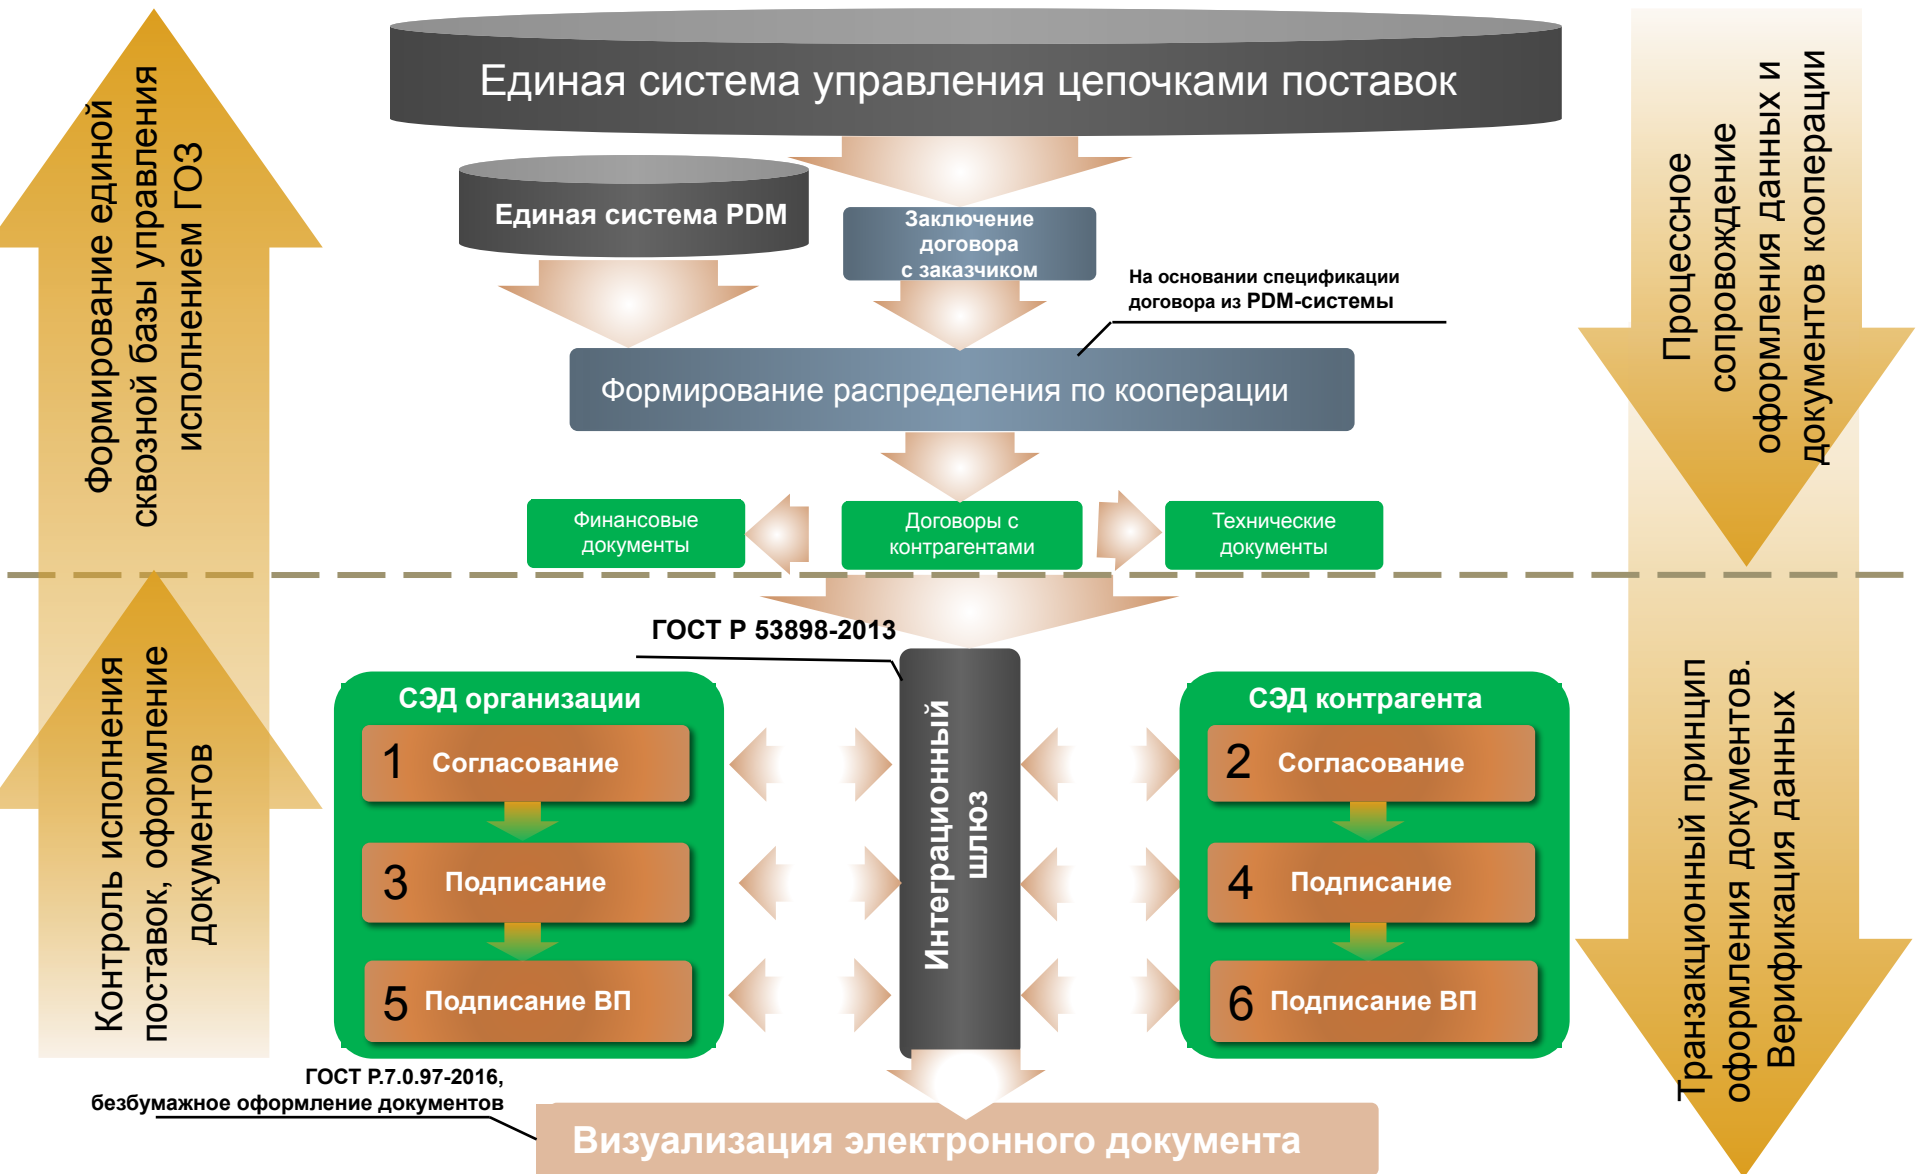 Единая система управления цепочками поставок
Формирование единой
сквозной базы управления
исполнением ГОЗ
Процессное
сопровождение
оформления данных и
документов кооперации
Единая система PDM
Заключение
договора
с заказчиком
На основании спецификации
договора из PDM-системы
Формирование распределения по кооперации
Финансовые
документы
Договоры с
контрагентами
Технические
документы
ГОСТ Р 53898-2013
Контроль исполнения
поставок, оформление
документов
СЭД организации
1 Согласование
3 Подписание
5 Подписание ВП
Интеграционный
шлюз
СЭД контрагента
2 Согласование
4 Подписание
6 Подписание ВП
Транзакционный принцип
оформления документов.
Верификация данных
ГОСТ Р.7.0.97-2016,
безбумажное оформление документов
Визуализация электронного документа